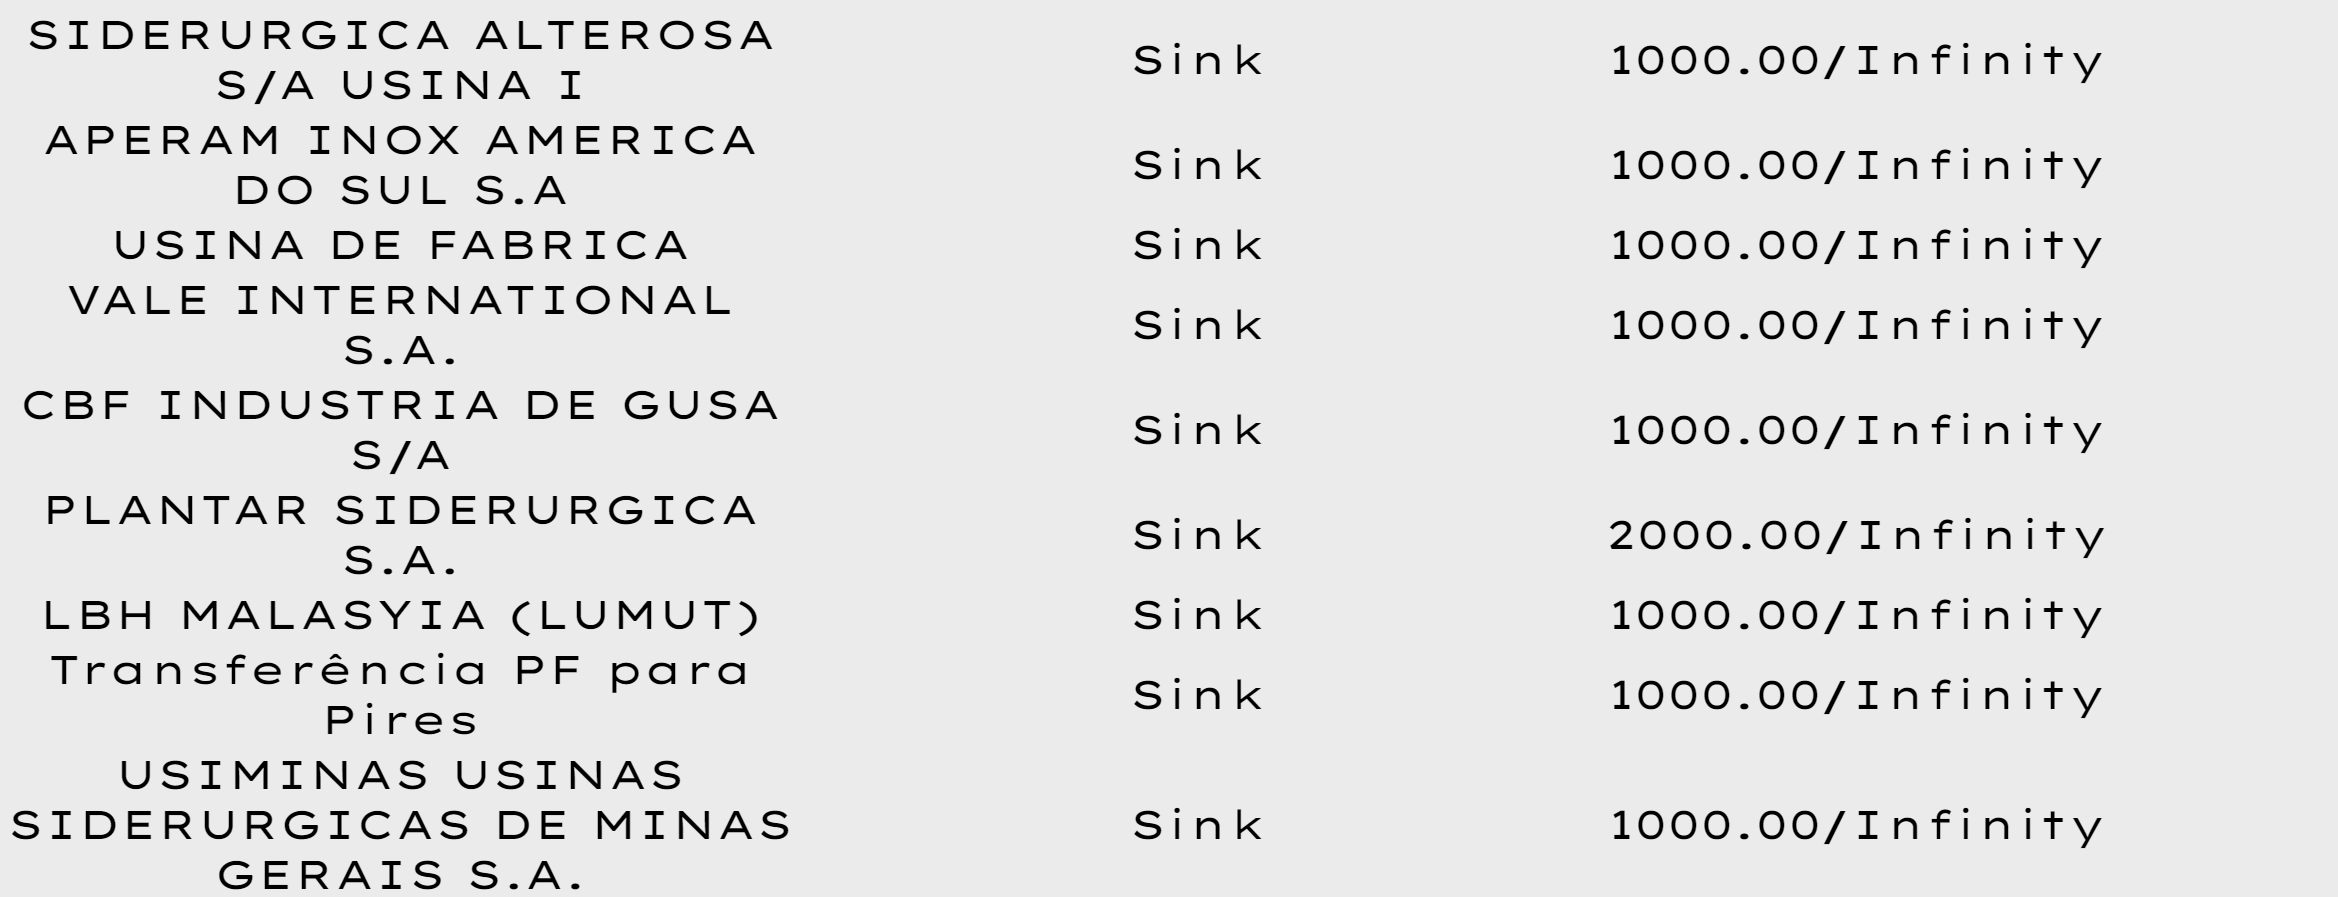 SIDERURGICA ALTEROSA
S/A USINA I
Sink
1000.00/Infinity
APERAM INOX AMERICA
DO SUL S.A
Sink
1000.00/Infinity
USINA DE FABRICA
Sink
1000.00/Infinity
VALE INTERNATIONAL
S.A.
Sink
1000.00/Infinity
CBF INDUSTRIA DE GUSA
S/A
Sink
1000.00/Infinity
PLANTAR SIDERURGICA
S.A.
Sink
2000.00/Infinity
LBH MALASYIA (LUMUT)
Sink
1000.00/Infinity
Transferência PF para
Pires
Sink
1000.00/Infinity
USIMINAS USINAS
SIDERURGICAS DE MINAS
GERAIS S.A.
Sink
1000.00/Infinity